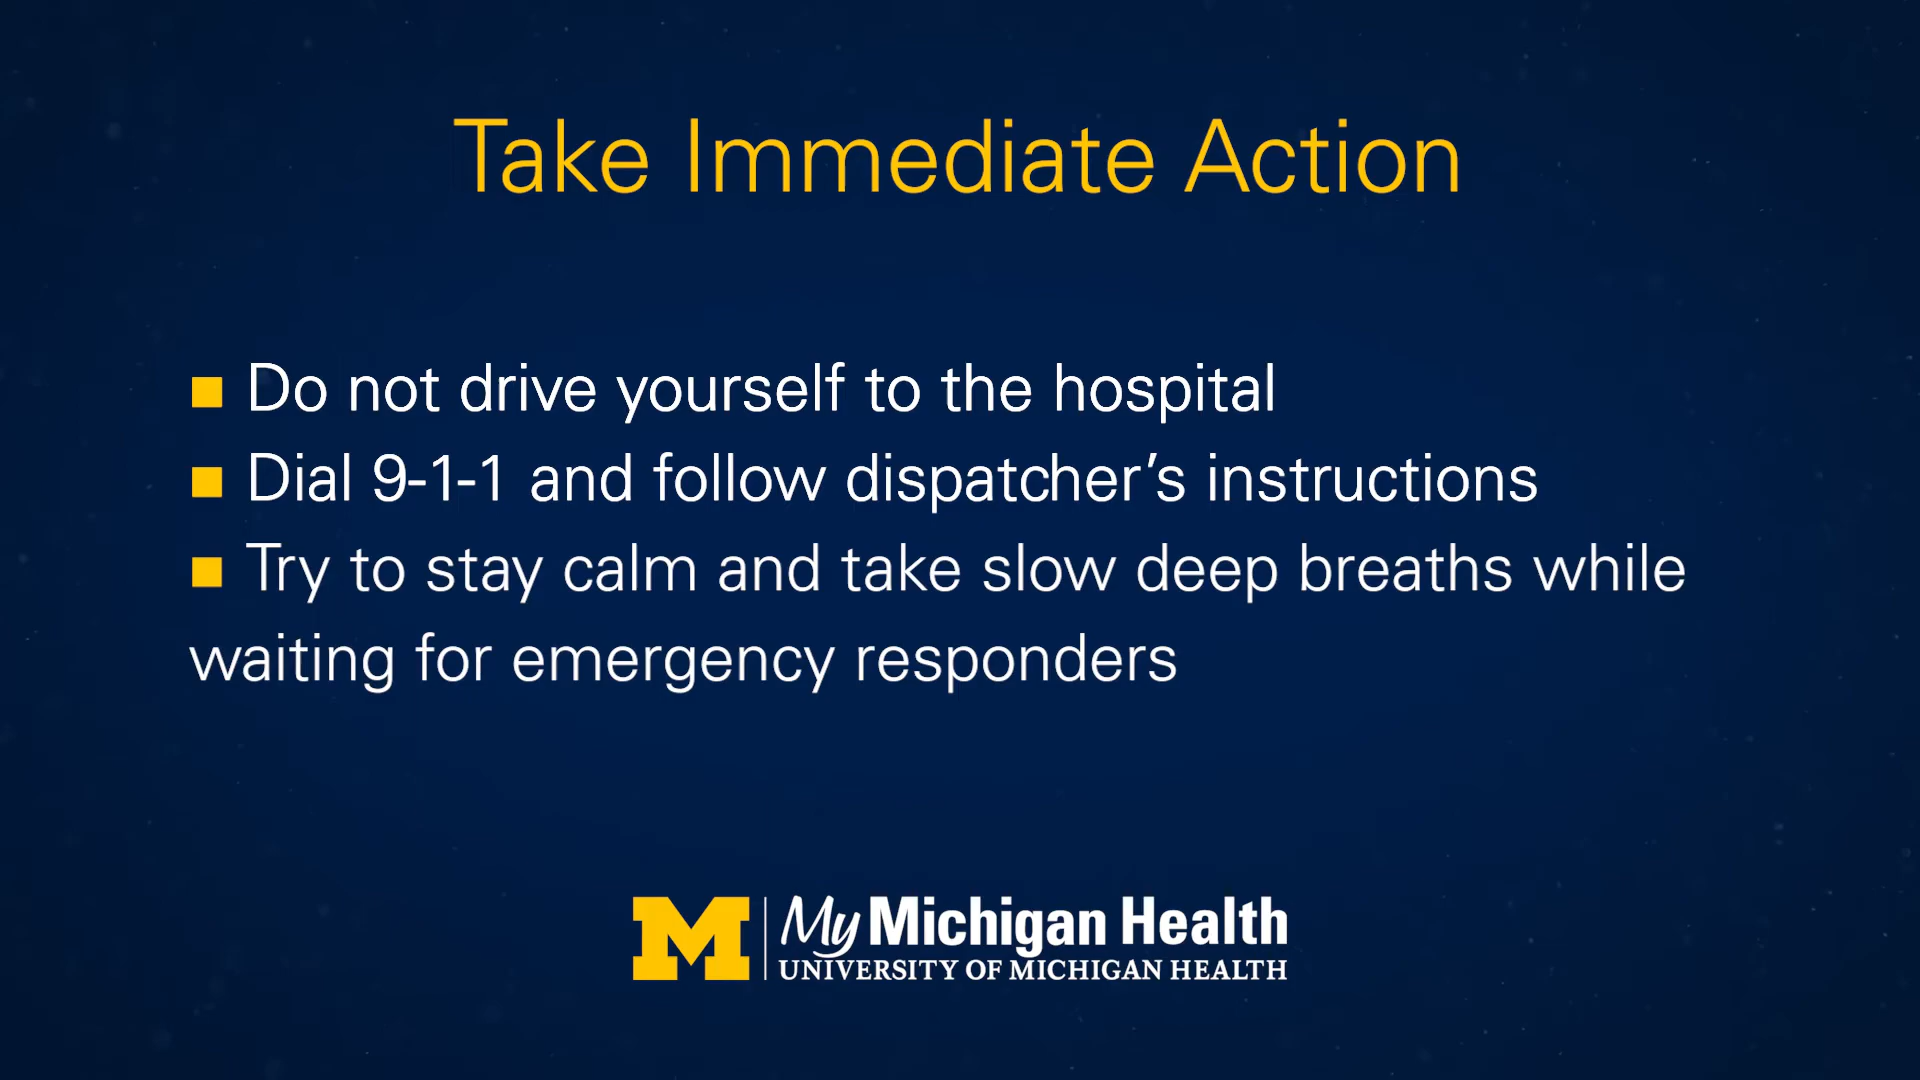 Take Immediate Action
■ Do not drive yourself to the hospital
■ Dial 9-1-1 and follow dispatcher’s instructions
■ Try to stay calm and take slow deep breaths while
waiting for emergency responders
M My Michigan Health
UNIVERSITY OF MICHIGAN HEALTH